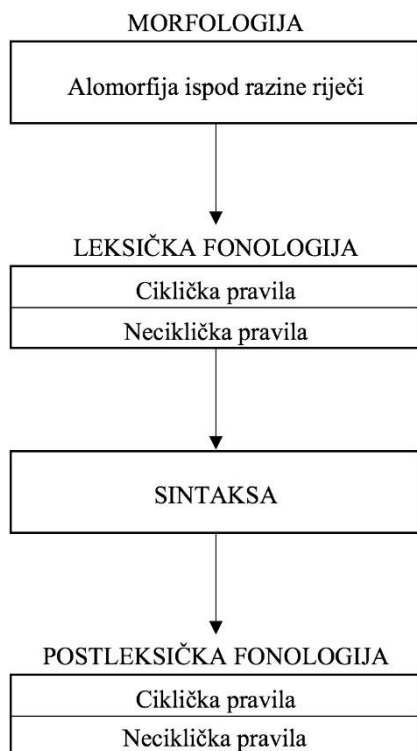 MORFOLOGIJA
Alomorfija ispod razine riječi
LEKSIČKA FONOLOGIJA
Ciklička pravila
Neciklička pravila
SINTAKSA
POSTLEKSIČKA FONOLOGIJA
Ciklička pravila
Neciklička pravila